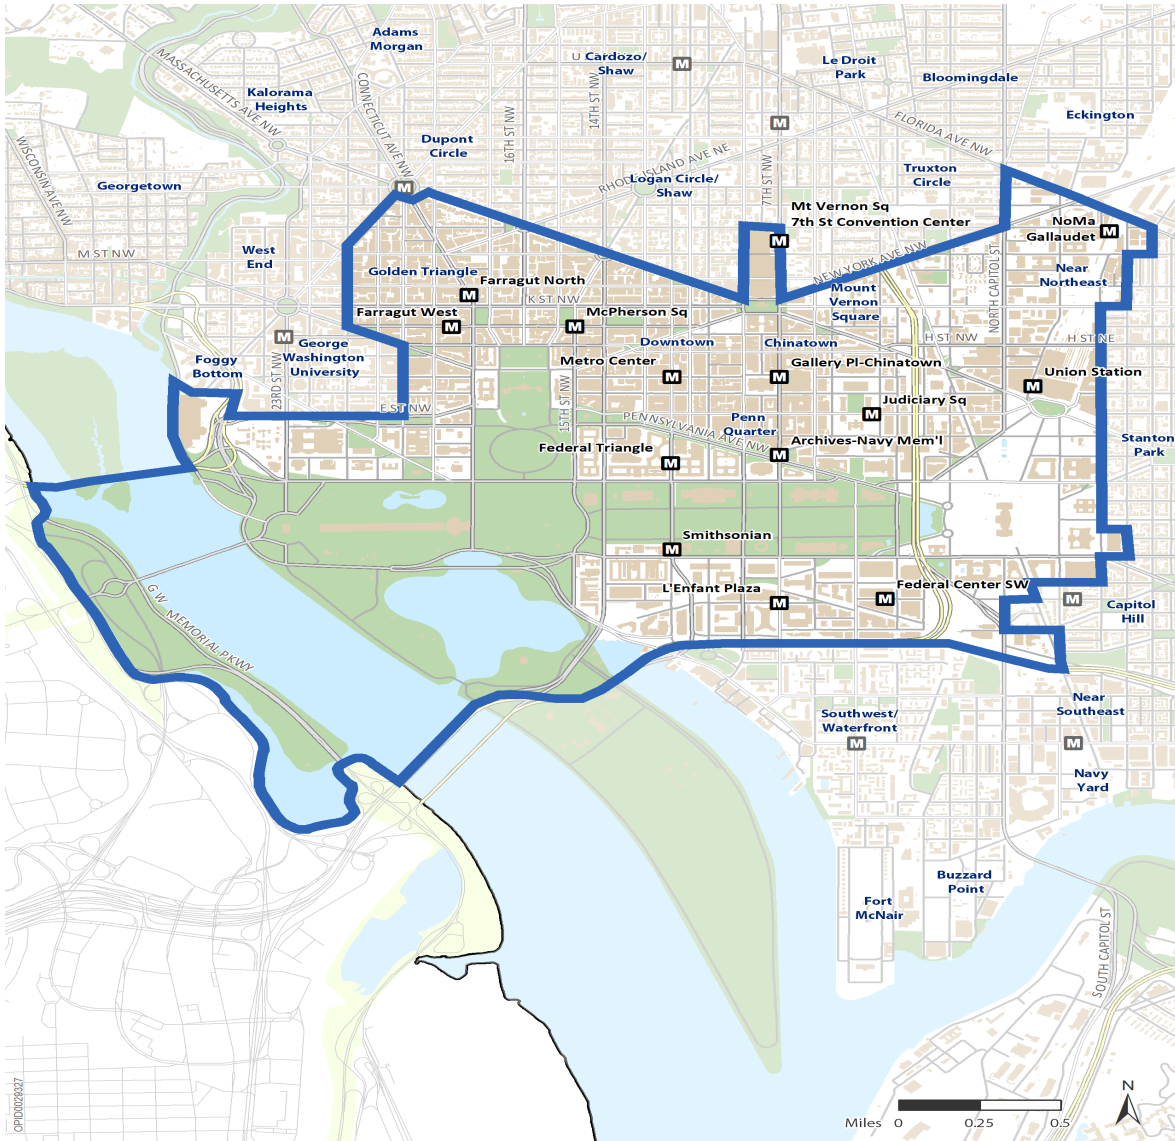 Adams
Morgan
U
Cardozo/
Shaw
M
Le Droit
Park
Bloomingdale
MASSACHUSETTS AVE NW
Kalorama
Heights
CONNECTICUT AVE NW
14TH ST NW
16TH ST NW
Eckington
M
FLORIDA AVE NW
WISCONSIN AVE NW
Dupont
Circle
RHODE ISLAND AVE NE
7TH ST NW
Georgetown
M
Logan Circle/
Shaw
Truxton
Circle
Mt Vernon Sq
7th St Convention Center
M
NoMa
Gallaudet
M
M ST NW
West
End
NEW YORK AVE NW
NORTH CAPITOL ST
Golden Triangle
Farragut North
M
K ST NW
Mount
Vernon
Square
Near
Northeast
Farragut West
M
McPherson Sq
M
M
George
Washington
University
Downtown
Chinatown
H ST NW
H ST NE
Foggy
Bottom
23RD ST NW
Metro Center
M
Gallery Pl-Chinatown
M
Union Station
M
E ST NW
15TH ST NW
Judiciary Sq
M
PENNSYLVANIA AVE NW
Penn
Quarter
Archives-Navy Mem'l
M
Federal Triangle
M
Stanton
Park
Smithsonian
M
G W MEMORIAL PKWY
L'Enfant Plaza
M
Federal Center SW
M
M
Capitol
Hill
Near
Southeast
Southwest/
Waterfront
M
M
Navy
Yard
Buzzard
Point
Fort
McNair
SOUTH CAPITOL ST
N
Miles 0 0.25 0.5
OPID0029327